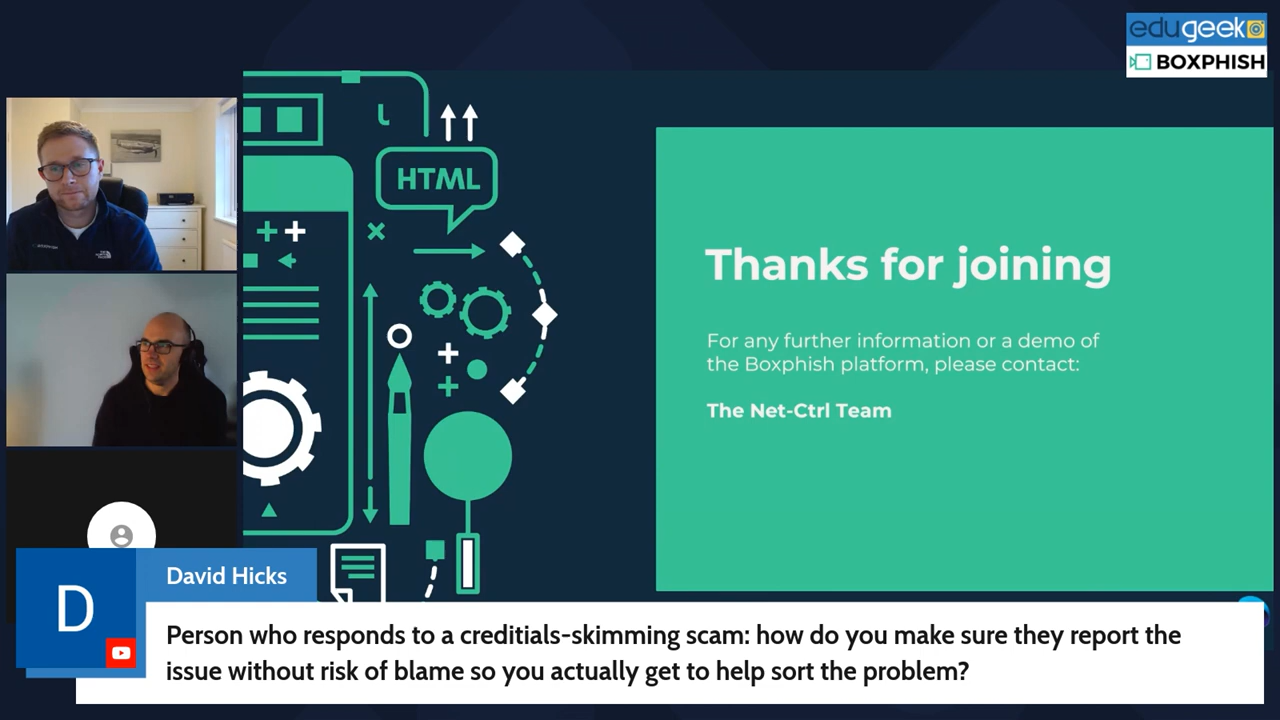 edugeek
BOXPHISH
HTML
Thanks for joining
For any further information or a demo of
the Boxphish platform, please contact:
The Net-Ctrl Team
D
David Hicks
Person who responds to a creditials-skimming scam: how do you make sure they report the
issue without risk of blame so you actually get to help sort the problem?